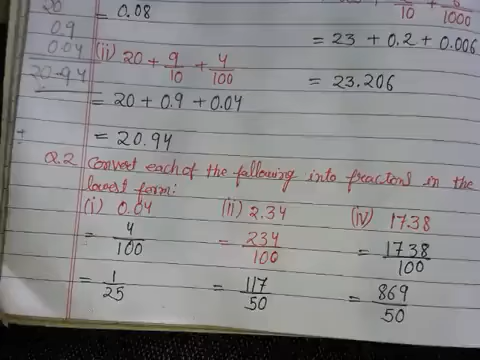 20
0.9
0.04
20.94
= 0.08
(ii) 20 + 9/10 + 4/100
= 20 + 0.9 + 0.04
= 20.94
10 1000
= 23 + 0.2 + 0.006
= 23.206
Q.2 Convert each of the following into fractons in the
lowest form:
(i) 0.04 (ii) 2.34 (iv) 17.38
= 4/100 = 234/100 = 1738/100
= 1/25 = 117/50 = 869/50